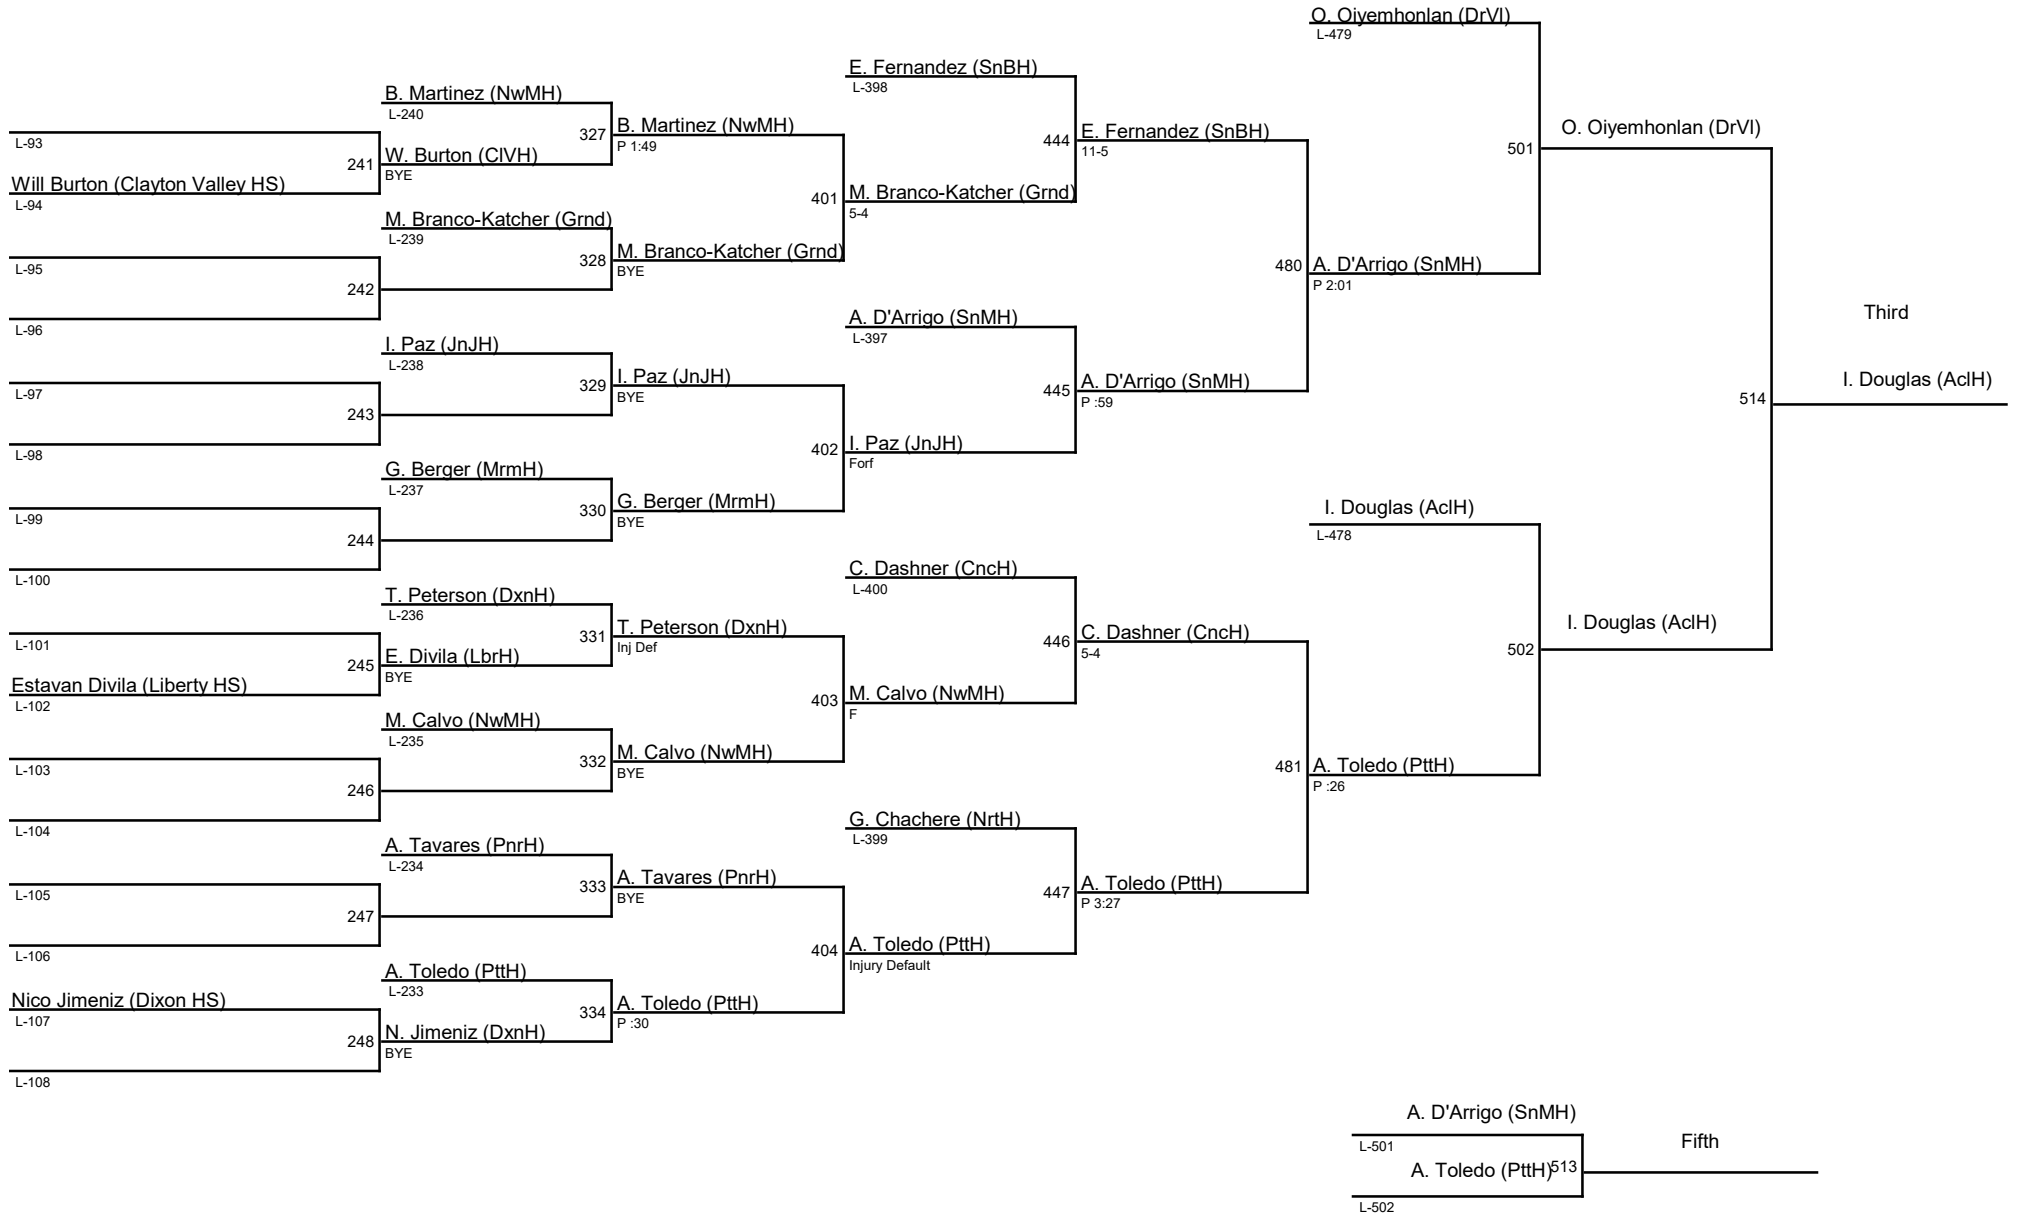 L-93
241
Will Burton (Clayton Valley HS)
L-94
L-95
242
L-96
L-97
243
L-98
L-99
244
L-100
L-101
245
Estavan Divila (Liberty HS)
L-102
L-103
246
L-104
L-105
247
L-106
Nico Jimeniz (Dixon HS)
L-107
248
L-108
B. Martinez (NwMH)
L-240
327
W. Burton (ClVH)
BYE
M. Branco-Katcher (Grnd)
L-239
328
I. Paz (JnJH)
L-238
329
G. Berger (MrmH)
L-237
330
T. Peterson (DxnH)
L-236
331
E. Divila (LbrH)
BYE
M. Calvo (NwMH)
L-235
332
A. Tavares (PnrH)
L-234
333
A. Toledo (PttH)
L-233
334
N. Jimeniz (DxnH)
BYE
B. Martinez (NwMH)
P 1:49
401
M. Branco-Katcher (Grnd)
BYE
I. Paz (JnJH)
BYE
402
G. Berger (MrmH)
BYE
T. Peterson (DxnH)
Inj Def
403
M. Calvo (NwMH)
BYE
A. Tavares (PnrH)
BYE
404
A. Toledo (PttH)
P :30
E. Fernandez (SnBH)
L-398
444
M. Branco-Katcher (Grnd)
5-4
A. D'Arrigo (SnMH)
L-397
445
I. Paz (JnJH)
Forf
C. Dashner (CncH)
L-400
446
M. Calvo (NwMH)
F
G. Chachere (NrtH)
L-399
447
A. Toledo (PttH)
Injury Default
E. Fernandez (SnBH)
11-5
480
A. D'Arrigo (SnMH)
P :59
C. Dashner (CncH)
5-4
481
A. Toledo (PttH)
P 3:27
O. Oiyemhonlan (DrVl)
L-479
501
A. D'Arrigo (SnMH)
P 2:01
I. Douglas (AclH)
L-478
502
A. Toledo (PttH)
P :26
O. Oiyemhonlan (DrVl)
514
I. Douglas (AclH)
Third
I. Douglas (AclH)
A. D'Arrigo (SnMH)
L-501
Fifth
A. Toledo (PttH)
513
L-502